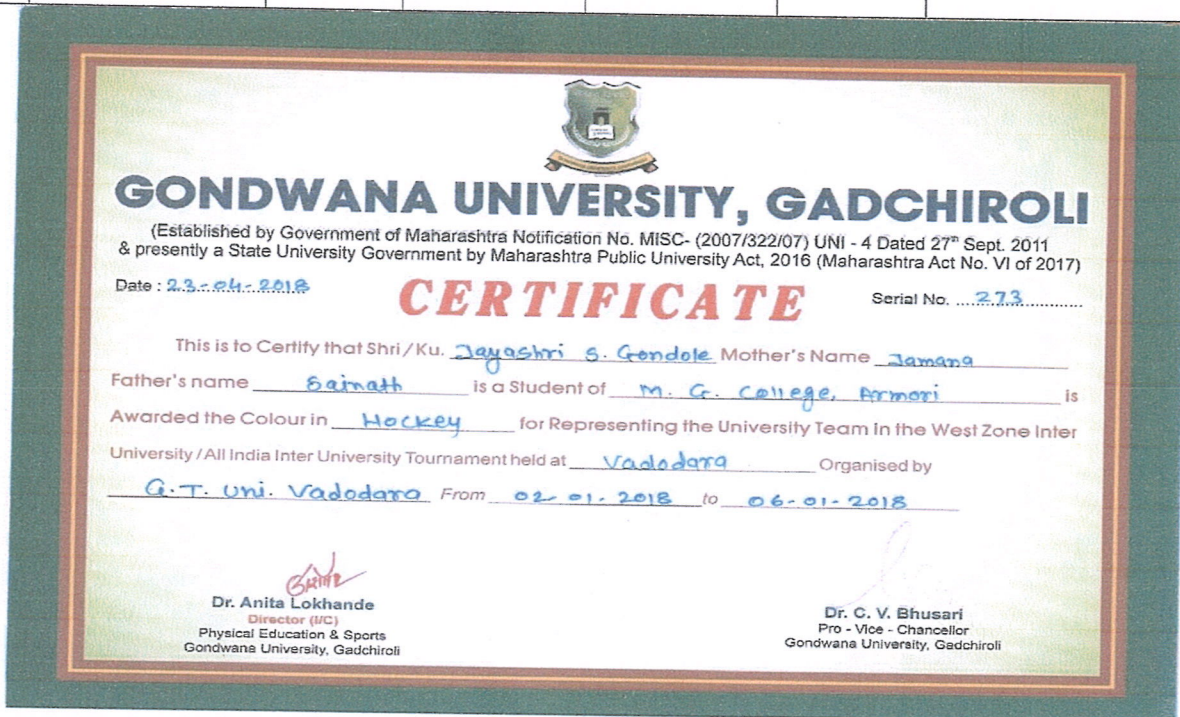 GONDWANA UNIVERSITY, GADCHIROLI
(Established by Government of Maharashtra Notification No. MISC- (2007/322/07) UNI - 4 Dated 27th Sept. 2011
& presently a State University Government by Maharashtra Public University Act, 2016 (Maharashtra Act No. VI of 2017)
Date : 23-04-2018
CERTIFICATE
Serial No. ...273...
This is to Certify that Shri/Ku. Jayashri S. Gondole Mother's Name Jamana
Father's name Sainath is a Student of M. G. College, Armori is
Awarded the Colour in Hockey for Representing the University Team in the West Zone Inter
University/All India Inter University Tournament held at Vadodara Organised by
G.T. Uni. Vadodara From 02-01-2018 to 06-01-2018
Dr. Anita Lokhande
Director (I/C)
Physical Education & Sports
Gondwana University, Gadchiroli
Dr. C. V. Bhusari
Pro - Vice - Chancellor
Gondwana University, Gadchiroli